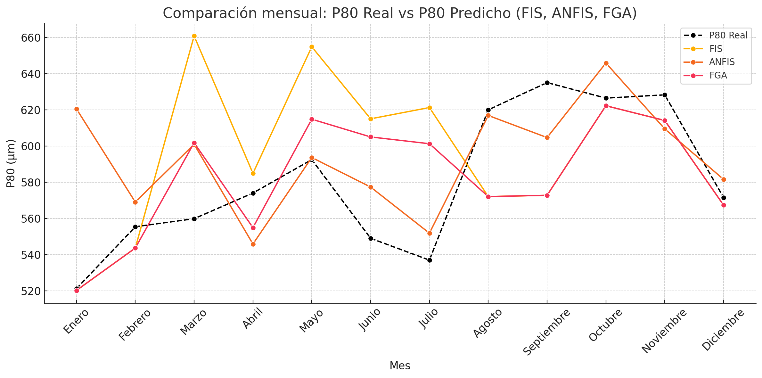 Comparación mensual: P80 Real vs P80 Predicho (FIS, ANFIS, FGA)
P80 Real
FIS
ANFIS
FGA
P80 (μm)
660
640
620
600
580
560
540
520
Enero
Febrero
Marzo
Abril
Mayo
Junio
Julio
Agosto
Septiembre
Octubre
Noviembre
Diciembre
Mes